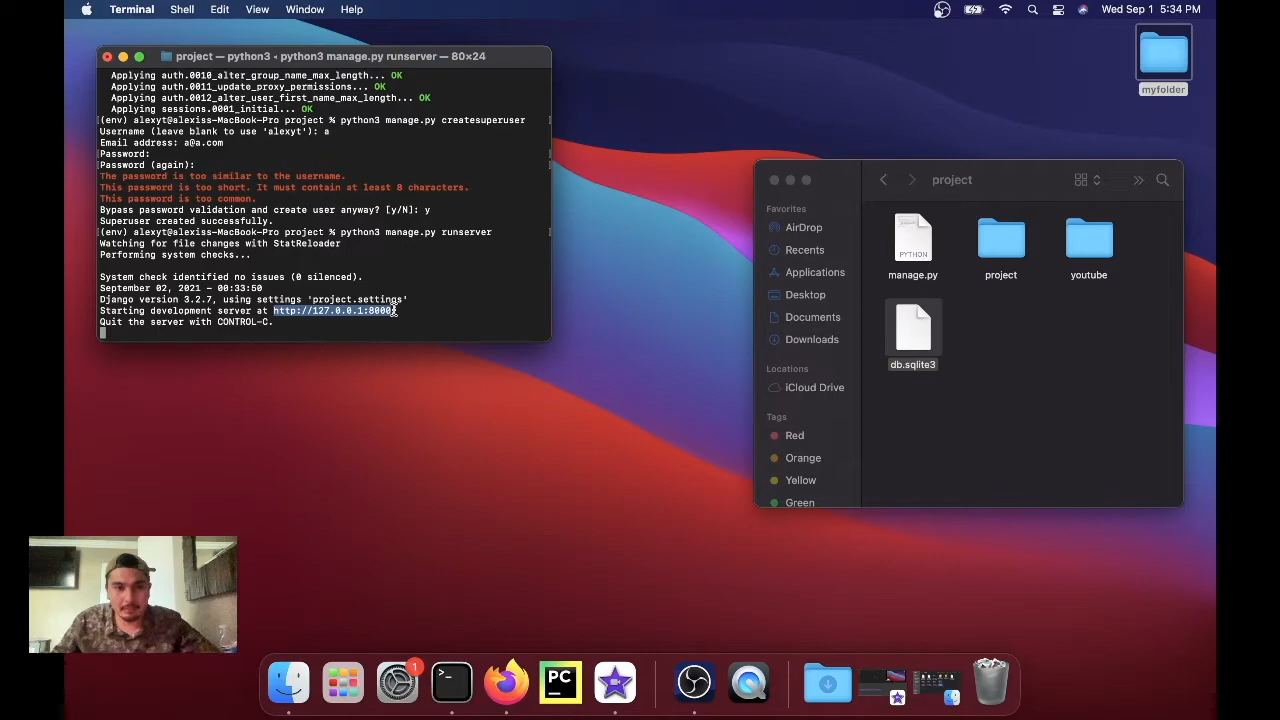 Terminal Shell Edit View Window Help Wed Sep 1 5:34 PM
project — python3 ◂ python3 manage.py runserver — 80×24
Applying auth.0010_alter_group_name_max_length... OK
Applying auth.0011_update_proxy_permissions... OK
Applying auth.0012_alter_user_first_name_max_length... OK
Applying sessions.0001_initial... OK
(env) alexyt@alexiss-MacBook-Pro project % python3 manage.py createsuperuser
Username (leave blank to use 'alexyt'): a
Email address: a@a.com
Password:
Password (again):
The password is too similar to the username.
This password is too short. It must contain at least 8 characters.
This password is too common.
Bypass password validation and create user anyway? [y/N]: y
Superuser created successfully.
(env) alexyt@alexiss-MacBook-Pro project % python3 manage.py runserver
Watching for file changes with StatReloader
Performing system checks...
System check identified no issues (0 silenced).
September 02, 2021 - 00:33:50
Django version 3.2.7, using settings 'project.settings'
Starting development server at http://127.0.0.1:8000/
Quit the server with CONTROL-C.
myfolder
project
Favorites
AirDrop
Recents
Applications
Desktop
Documents
Downloads
Locations
iCloud Drive
Tags
Red
Orange
Yellow
Green
PYTHON
manage.py
project
youtube
db.sqlite3
1
>_
PC